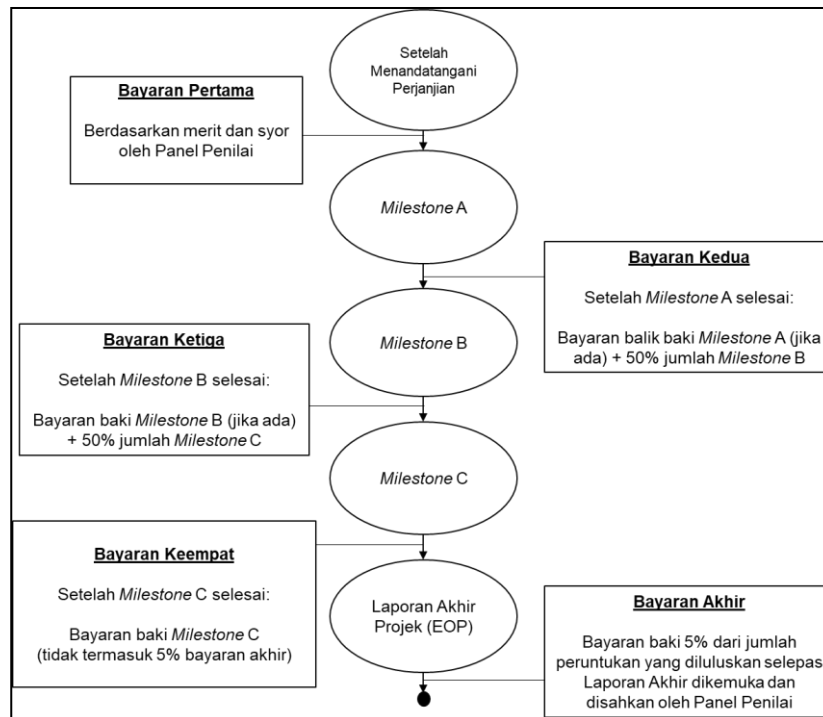 Setelah
Menandatangani
Perjanjian
Bayaran Pertama
Berdasarkan merit dan syor
oleh Panel Penilai
Milestone A
Bayaran Kedua
Setelah Milestone A selesai:
Bayaran balik baki Milestone A (jika
ada) + 50% jumlah Milestone B
Milestone B
Bayaran Ketiga
Setelah Milestone B selesai:
Bayaran baki Milestone B (jika ada)
+ 50% jumlah Milestone C
Milestone C
Bayaran Keempat
Setelah Milestone C selesai:
Bayaran baki Milestone C
(tidak termasuk 5% bayaran akhir)
Laporan Akhir
Projek (EOP)
Bayaran Akhir
Bayaran baki 5% dari jumlah
peruntukan yang diluluskan selepas
Laporan Akhir dikemuka dan
disahkan oleh Panel Penilai